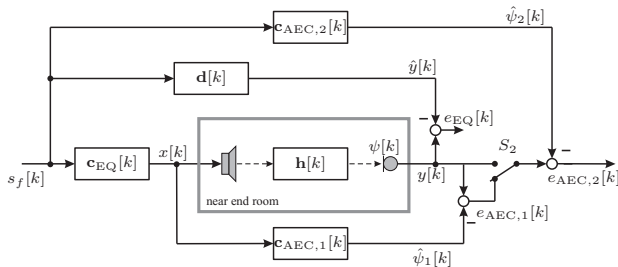 c_AEC,2[k]
ψ̂_2[k]
d[k]
ŷ[k]
−
e_EQ[k]
−
s_f[k]
c_EQ[k]
x[k]
h[k]
ψ[k]
y[k]
S_2
−
e_AEC,2[k]
near end room
e_AEC,1[k]
−
c_AEC,1[k]
ψ̂_1[k]